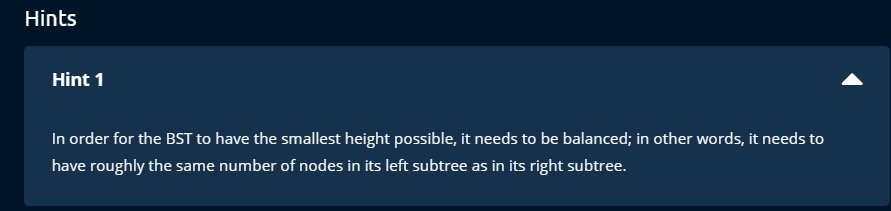 Hints
Hint 1
In order for the BST to have the smallest height possible, it needs to be balanced; in other words, it needs to
have roughly the same number of nodes in its left subtree as in its right subtree.